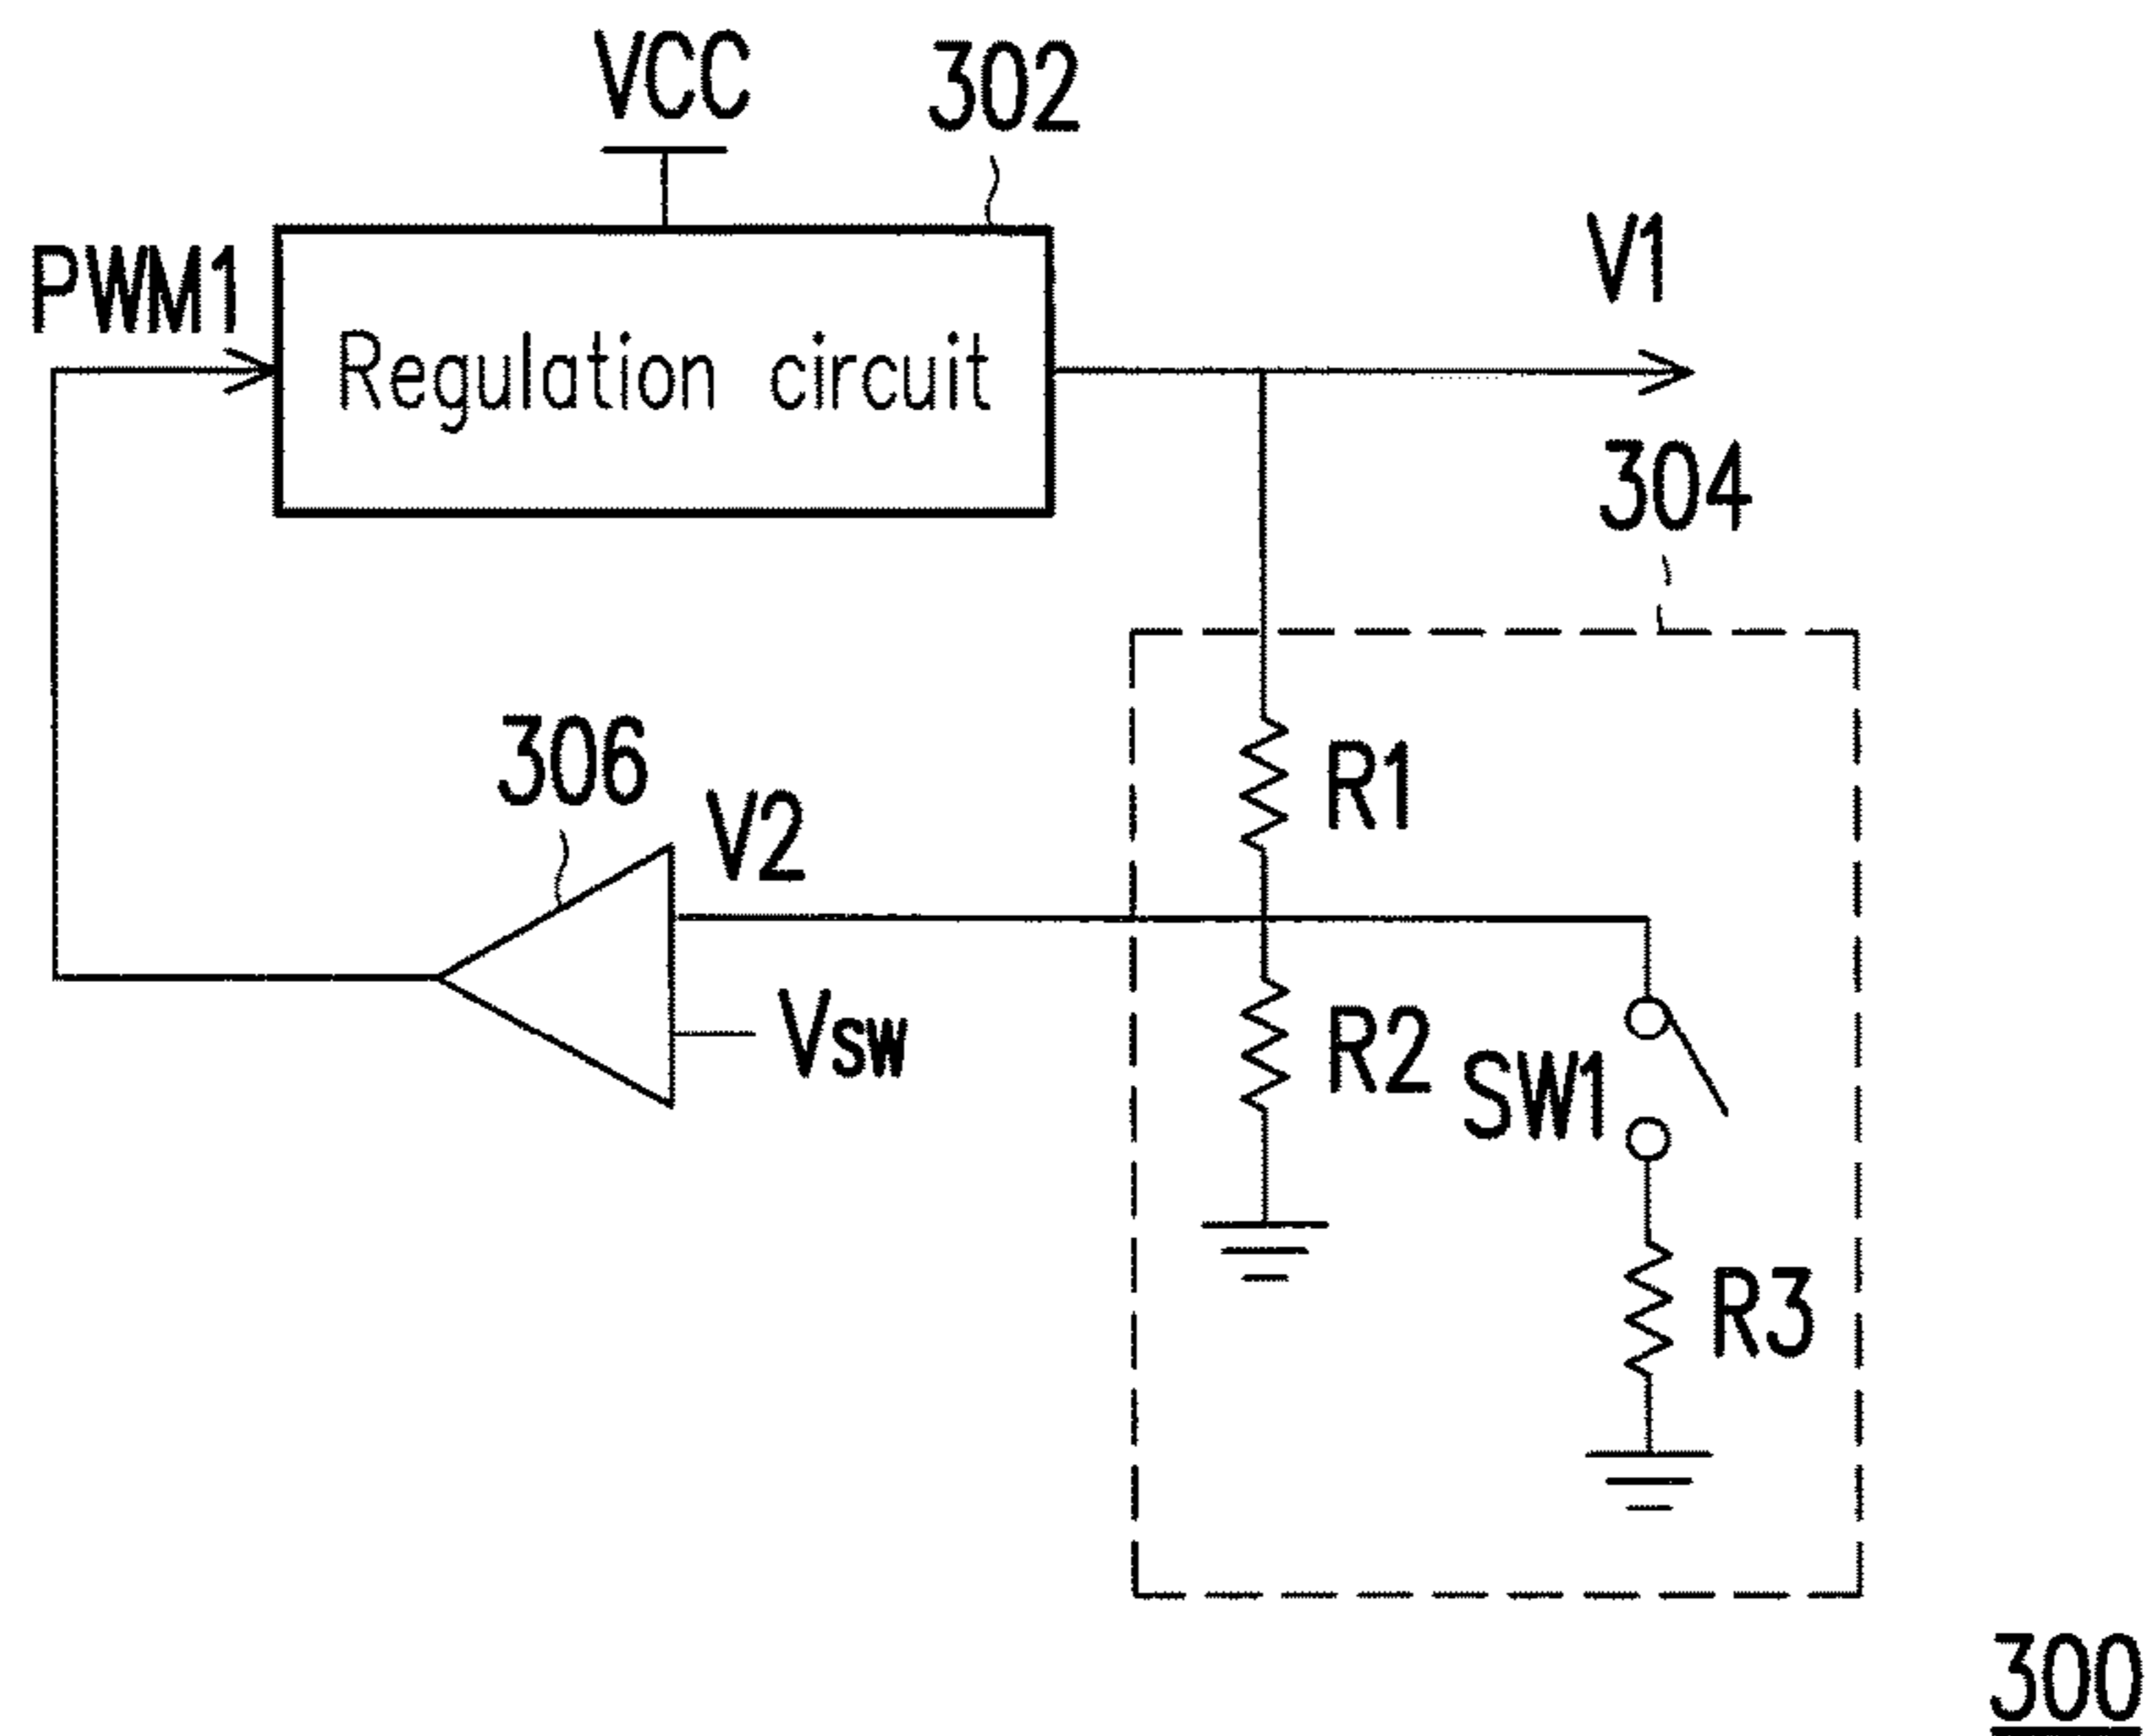 VCC
302
PWM1
V1
Regulation circuit
304
306
V2
R1
Vsw
R2
SW1
R3
300